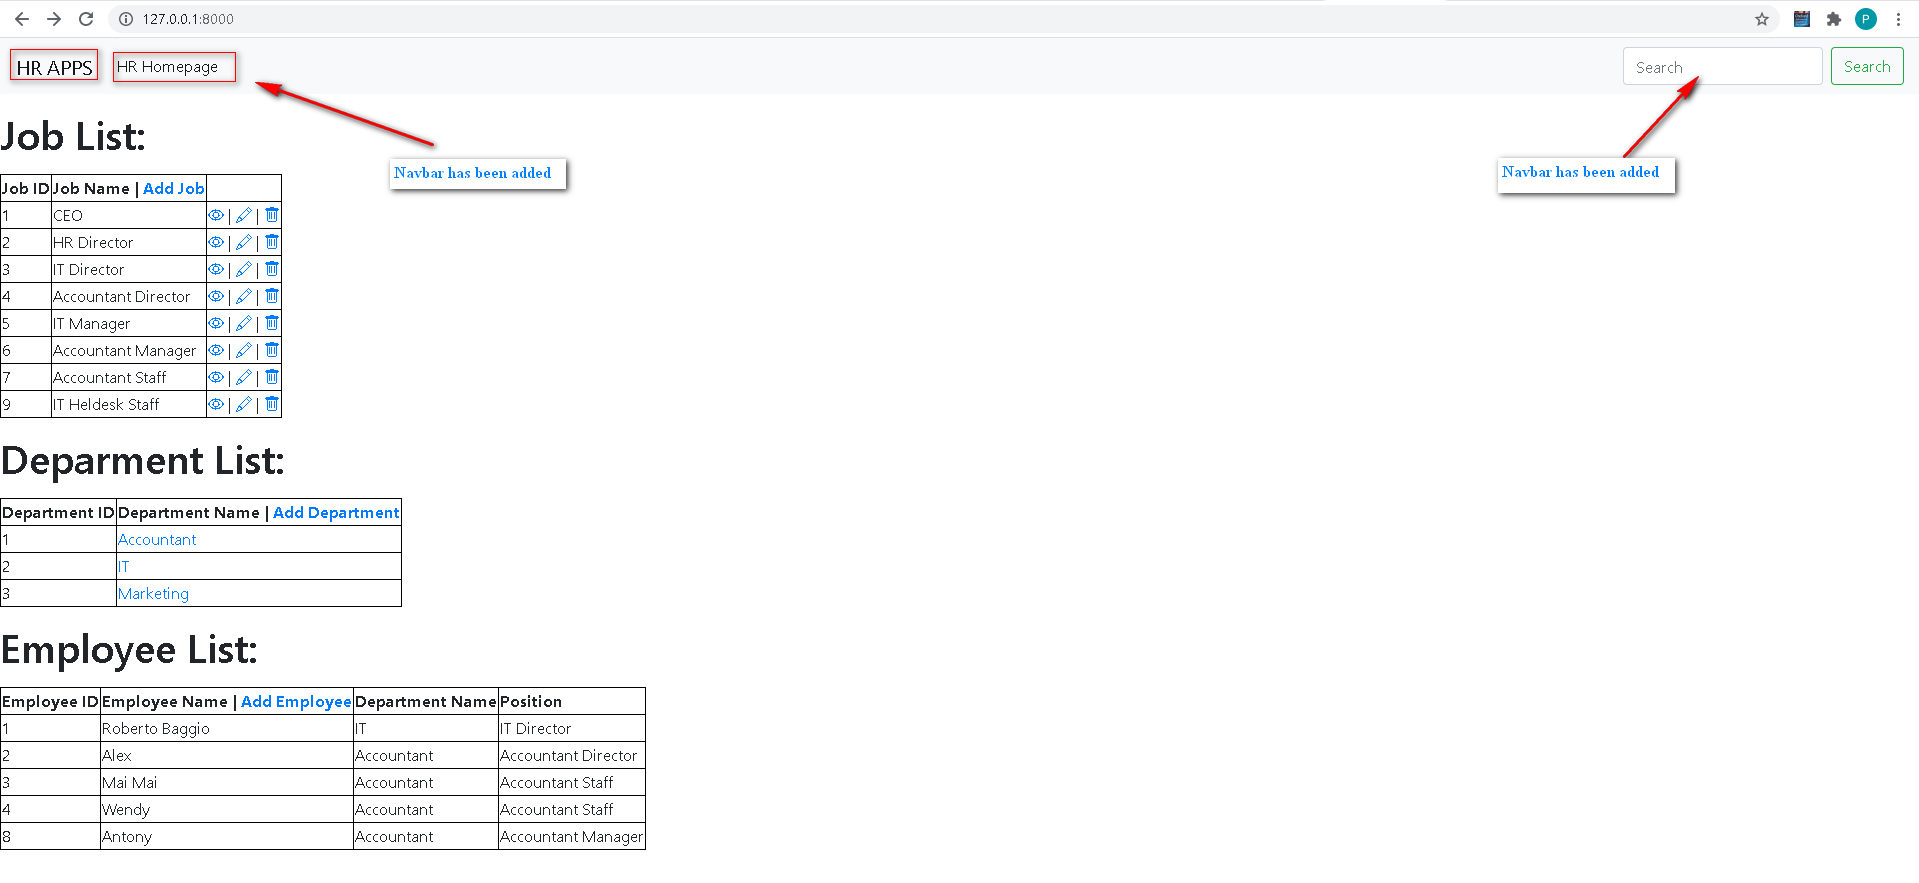 127.0.0.1:8000
P
HR APPS HR Homepage Search Search
Navbar has been added Navbar has been added
Job List:
Job ID Job Name | Add Job
1 CEO | |
2 HR Director | |
3 IT Director | |
4 Accountant Director | |
5 IT Manager | |
6 Accountant Manager | |
7 Accountant Staff | |
9 IT Heldesk Staff | |
Deparment List:
Department ID Department Name | Add Department
1 Accountant
2 IT
3 Marketing
Employee List:
Employee ID Employee Name | Add Employee Department Name Position
1 Roberto Baggio IT IT Director
2 Alex Accountant Accountant Director
3 Mai Mai Accountant Accountant Staff
4 Wendy Accountant Accountant Staff
8 Antony Accountant Accountant Manager